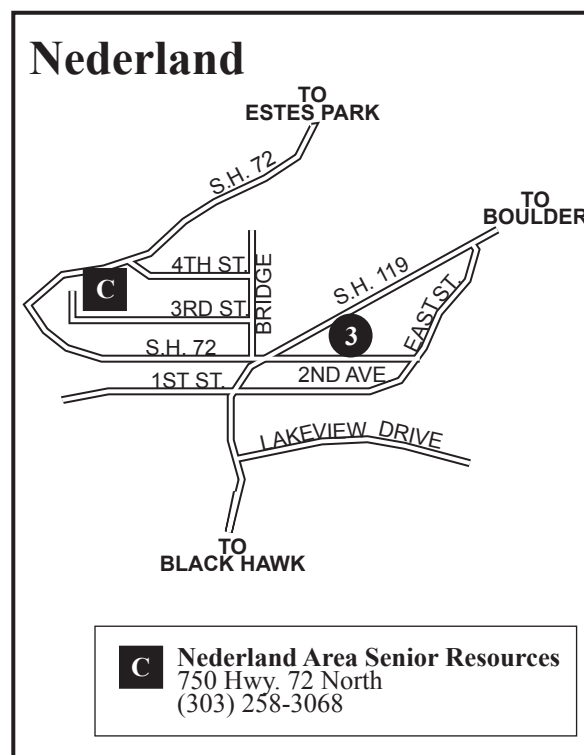 Nederland
TO
ESTES PARK
S.H. 72
TO
BOULDER
4TH ST.
BRIDGE
S.H. 119
C
3RD ST.
3
EAST ST.
S.H. 72
1ST ST.
2ND AVE
LAKEVIEW DRIVE
TO
BLACK HAWK
C
Nederland Area Senior Resources
750 Hwy. 72 North
(303) 258-3068